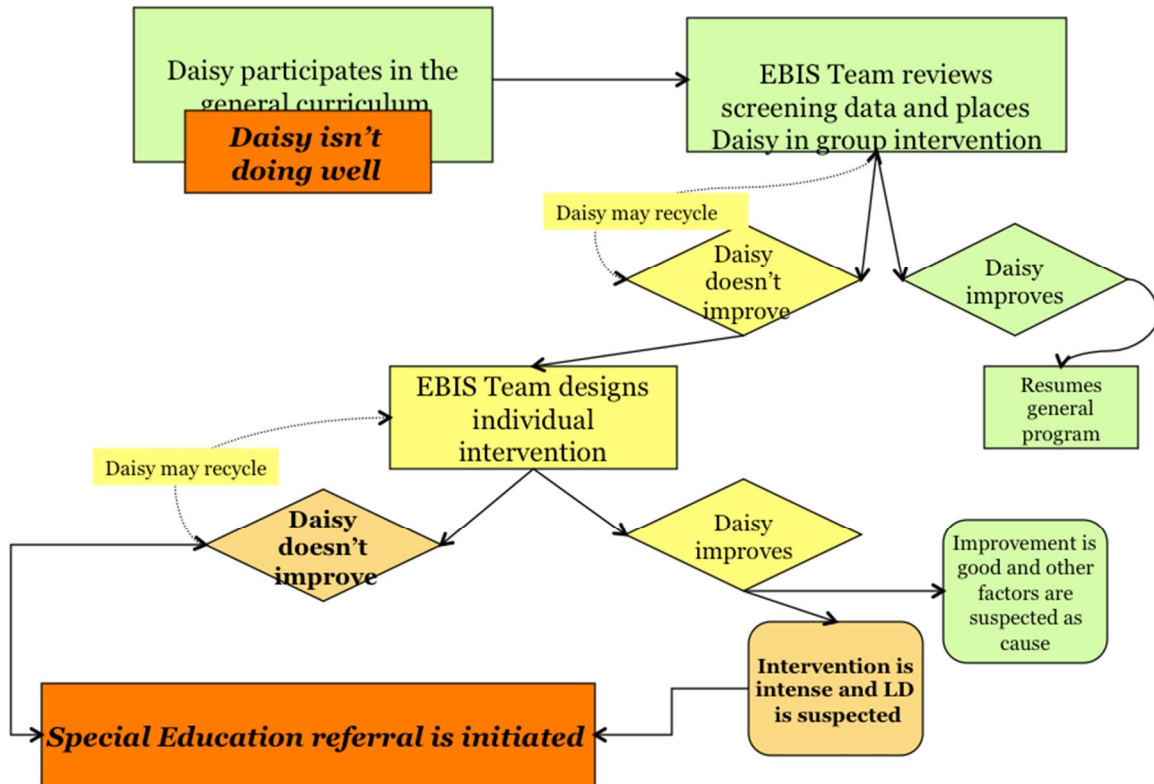 Daisy participates in the
general curriculum
Daisy isn’t
doing well
EBIS Team reviews
screening data and places
Daisy in group intervention
Daisy may recycle
Daisy
doesn’t
improve
Daisy
improves
Resumes
general
program
EBIS Team designs
individual
intervention
Daisy may recycle
Daisy
doesn’t
improve
Daisy
improves
Improvement is
good and other
factors are
suspected as
cause
Intervention is
intense and LD
is suspected
Special Education referral is initiated